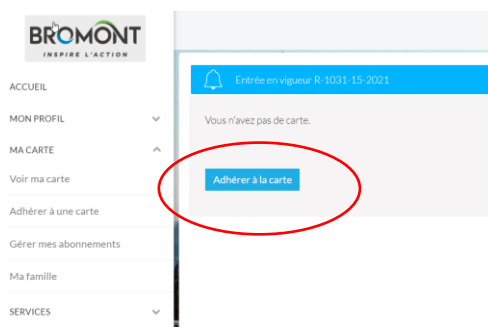 BROMONT
INSPIRE L'ACTION
ACCUEIL
MON PROFIL
MA CARTE
Voir ma carte
Adhérer à une carte
Gérer mes abonnements
Ma famille
SERVICES
Entrée en vigueur R-1031-15-2021
Vous n'avez pas de carte.
Adhérer à la carte